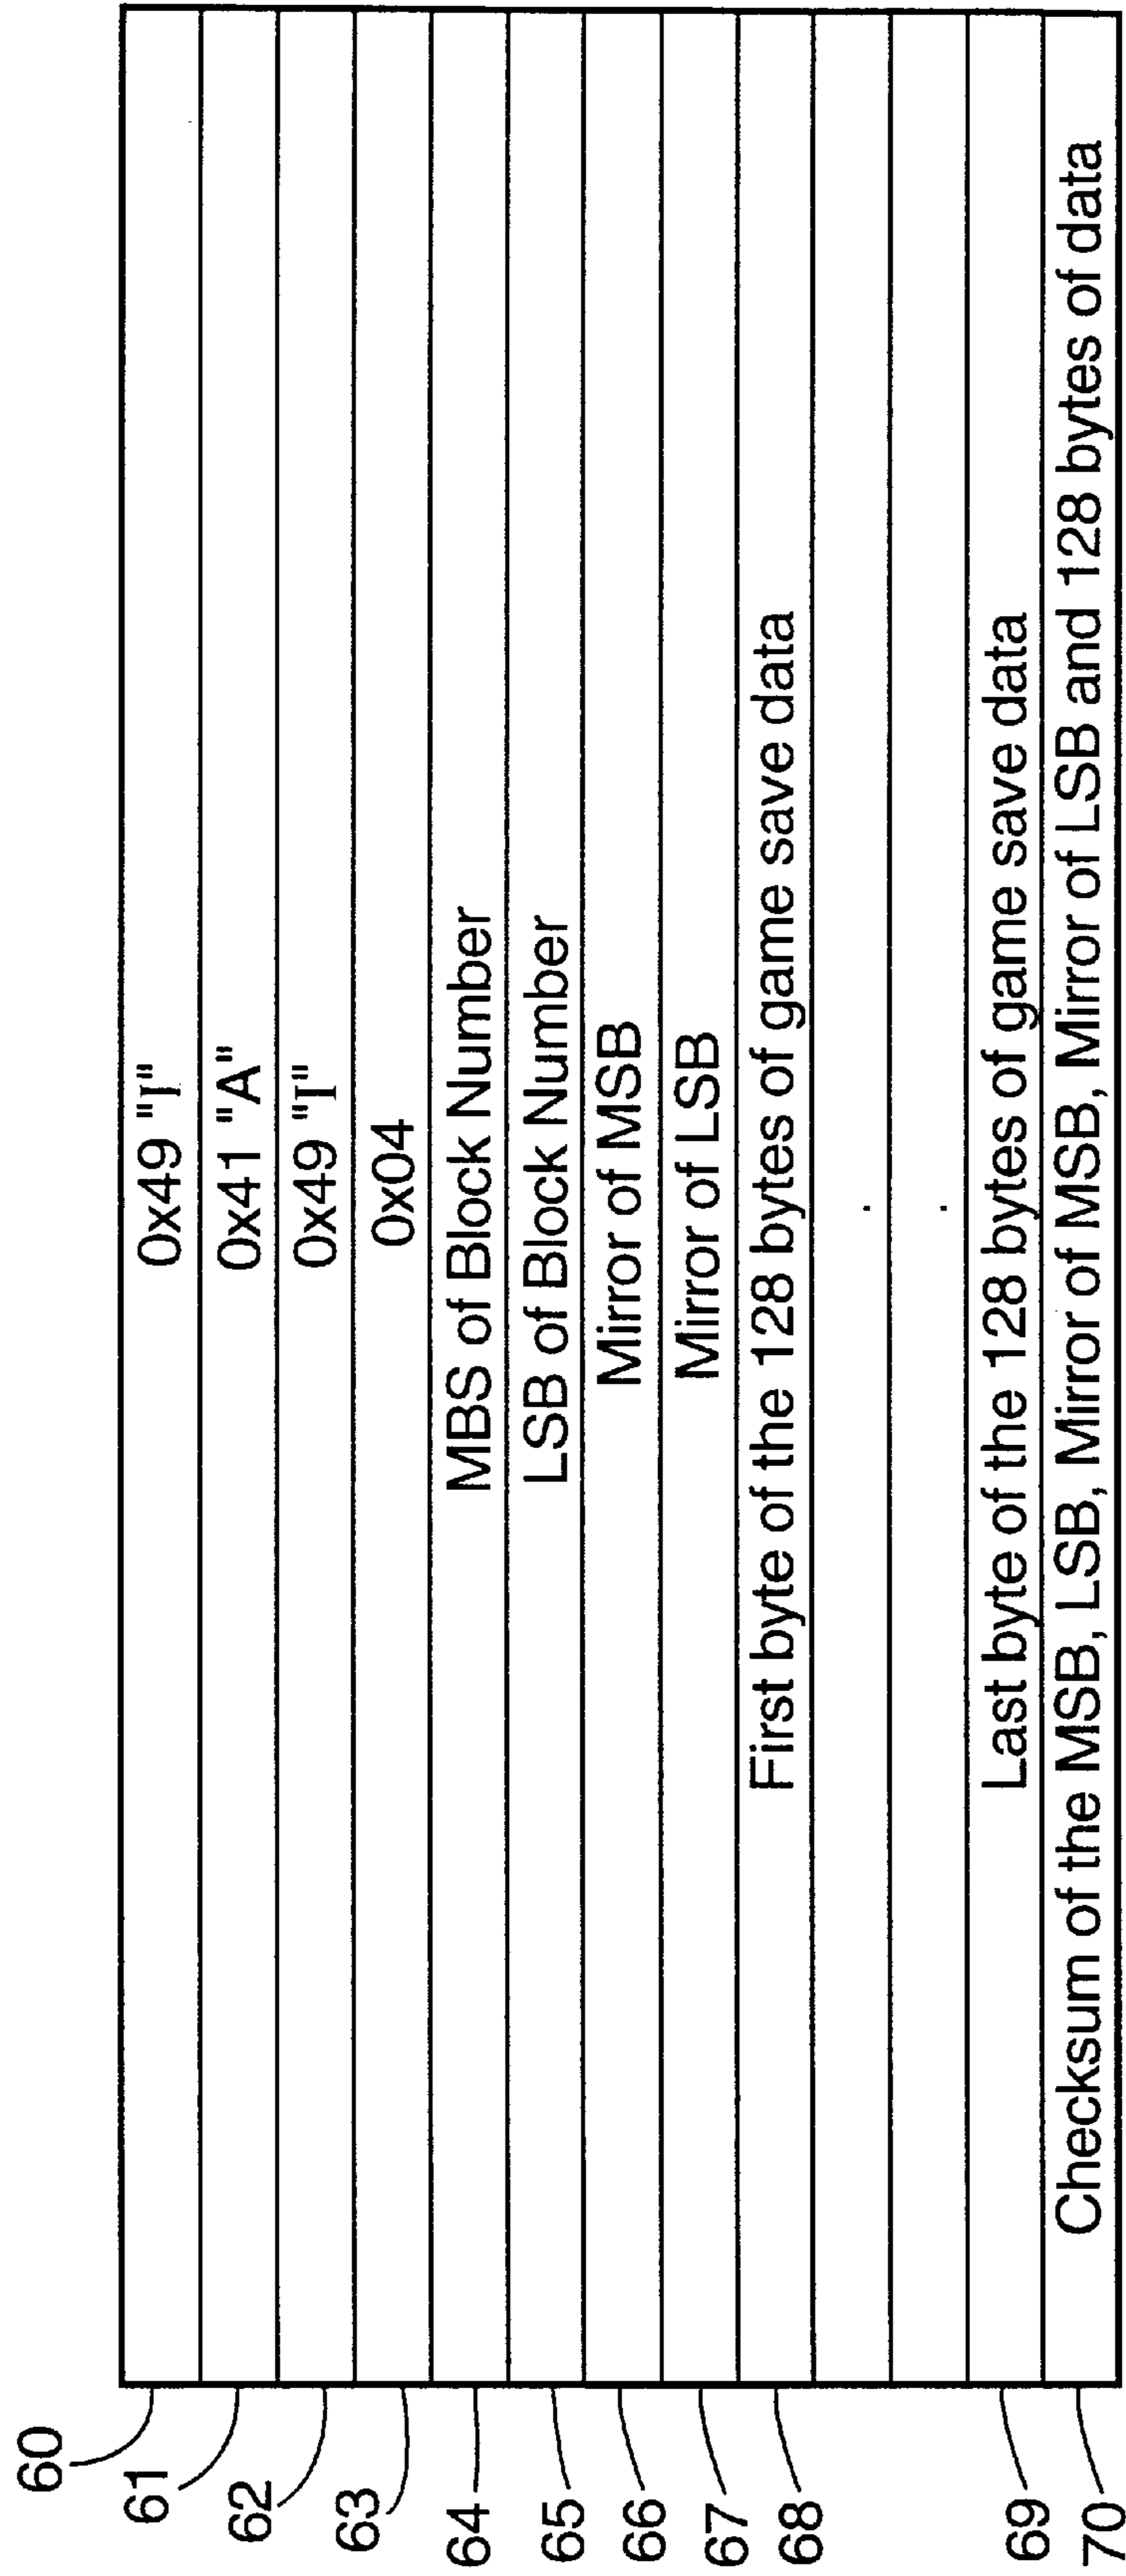 60 0x49 "I"
61 0x41 "A"
62 0x49 "I"
63 0x04
64 MBS of Block Number
65 LSB of Block Number
66 Mirror of MSB
67 Mirror of LSB
68 First byte of the 128 bytes of game save data
.
.
69 Last byte of the 128 bytes of game save data
70 Checksum of the MSB, LSB, Mirror of MSB, Mirror of LSB and 128 bytes of data